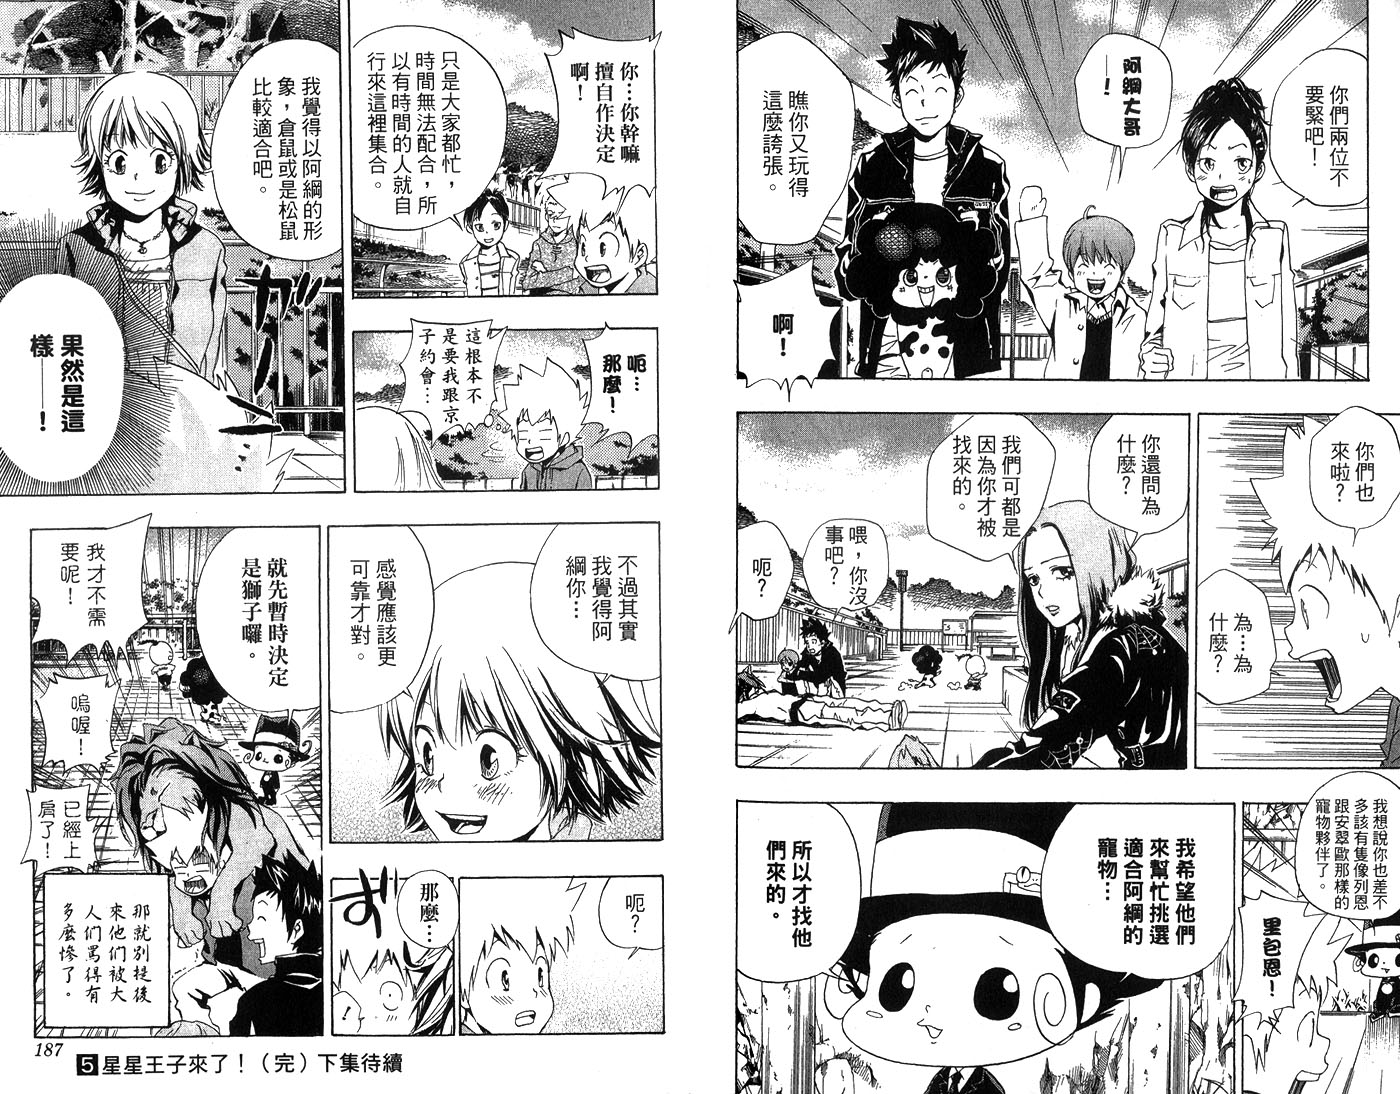 你們兩位不
要緊吧！
阿綱大哥
——！
瞧你又玩得
這麼誇張。
啊！
你們也
來啦？
為…為
什麼？
你還問為
什麼？
我們可都是
因為你才被
找來的。
喂，你沒
事吧？
呃？
我想說你也差不
多該有隻像列恩
跟安翠歐那樣的
寵物夥伴了。
里包恩！
我希望他們
來幫忙挑選
適合阿綱的
寵物…
所以才找他
們來的。
你…你幹嘛
擅自作決定
啊！
只是大家都忙，
時間無法配合，所
以有時間的人就自
行來這裡集合。
我覺得以阿綱的形
象，倉鼠或是松鼠
比較適合吧。
ガ～ン
果然是這
樣——！
呃…
那麼！
這根本不
是要我跟京
子約會…
不過其實
我覺得阿
綱你…
感覺應該更
可靠才對。
呃？
那麼…
ず
就先暫時決定
是獅子囉。
我才不需
要呢！
嗚喔！
已經上
肩了！
那就別提後
來他們被大
人們罵得有
多麼慘了。
187
5星星王子來了！（完）下集待續